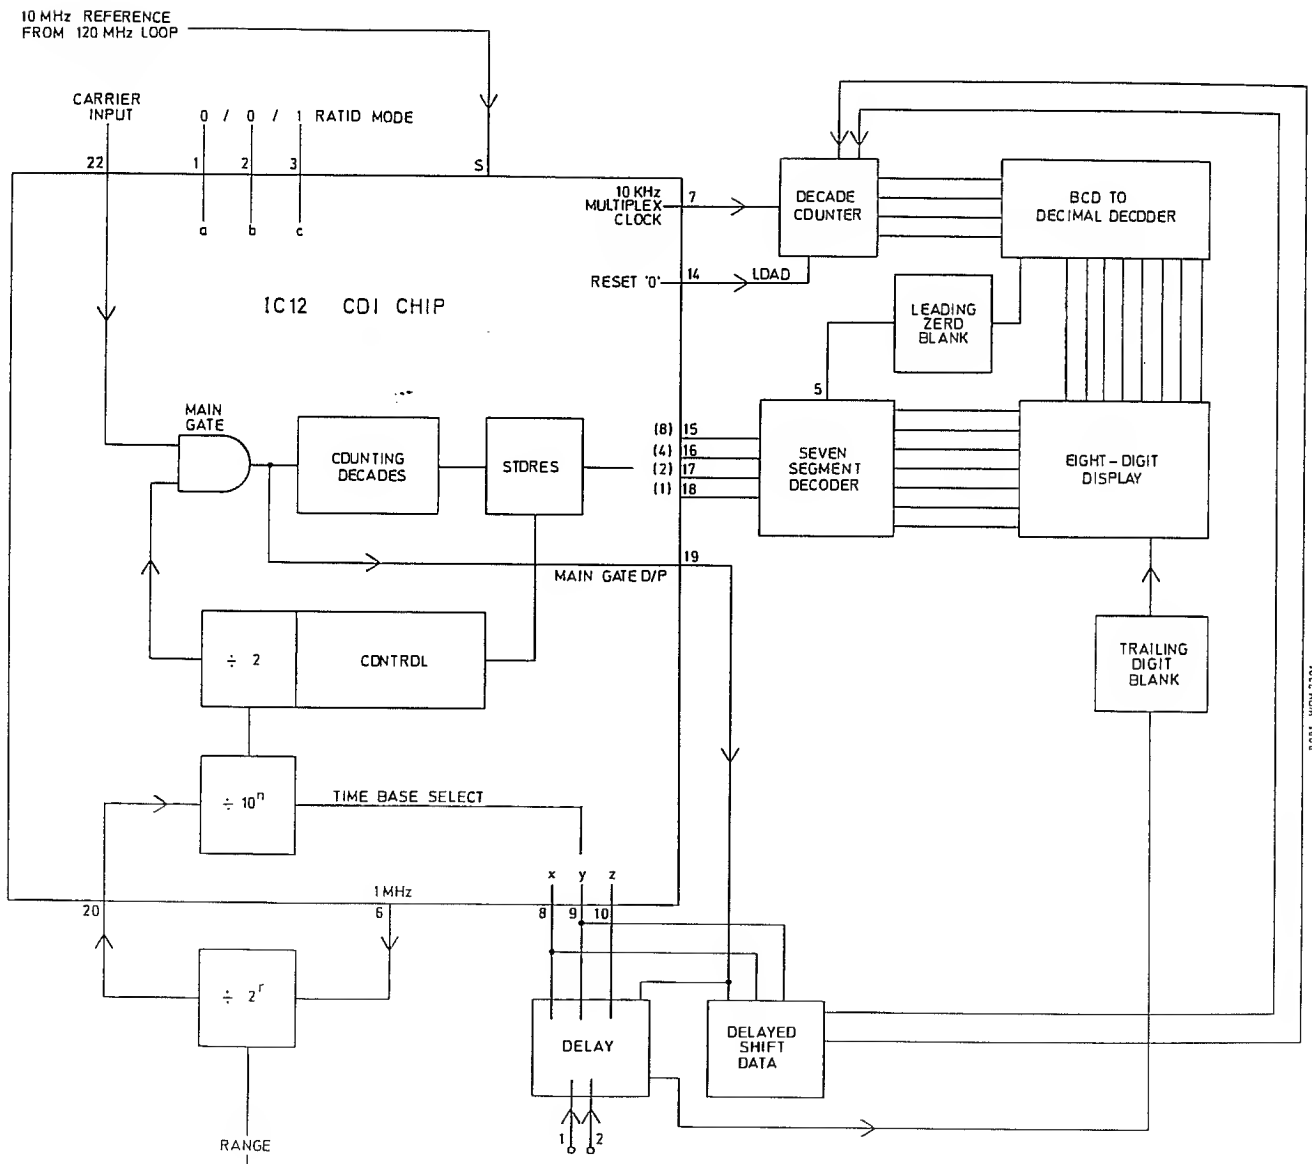 10 MHz REFERENCE
FROM 120 MHz LOOP
CARRIER
INPUT
0 / 0 / 1 RATIO MODE
22
1
2
3
S
a
b
c
10 KHz
MULTIPLEX
CLOCK
7
RESET '0'
14
LOAD
DECADE
COUNTER
BCD TO
DECIMAL DECODER
IC12 CDI CHIP
LEADING
ZERO
BLANK
5
MAIN
GATE
COUNTING
DECADES
STORES
(8) 15
(4) 16
(2) 17
(1) 18
SEVEN
SEGMENT
DECODER
EIGHT-DIGIT
DISPLAY
19
MAIN GATE O/P
÷ 2
CONTROL
TRAILING
DIGIT
BLANK
÷ 10ⁿ
TIME BASE SELECT
x
y
z
1 MHz
20
6
8
9
10
÷ 2ʳ
DELAY
DELAYED
SHIFT
DATA
1
2
RANGE